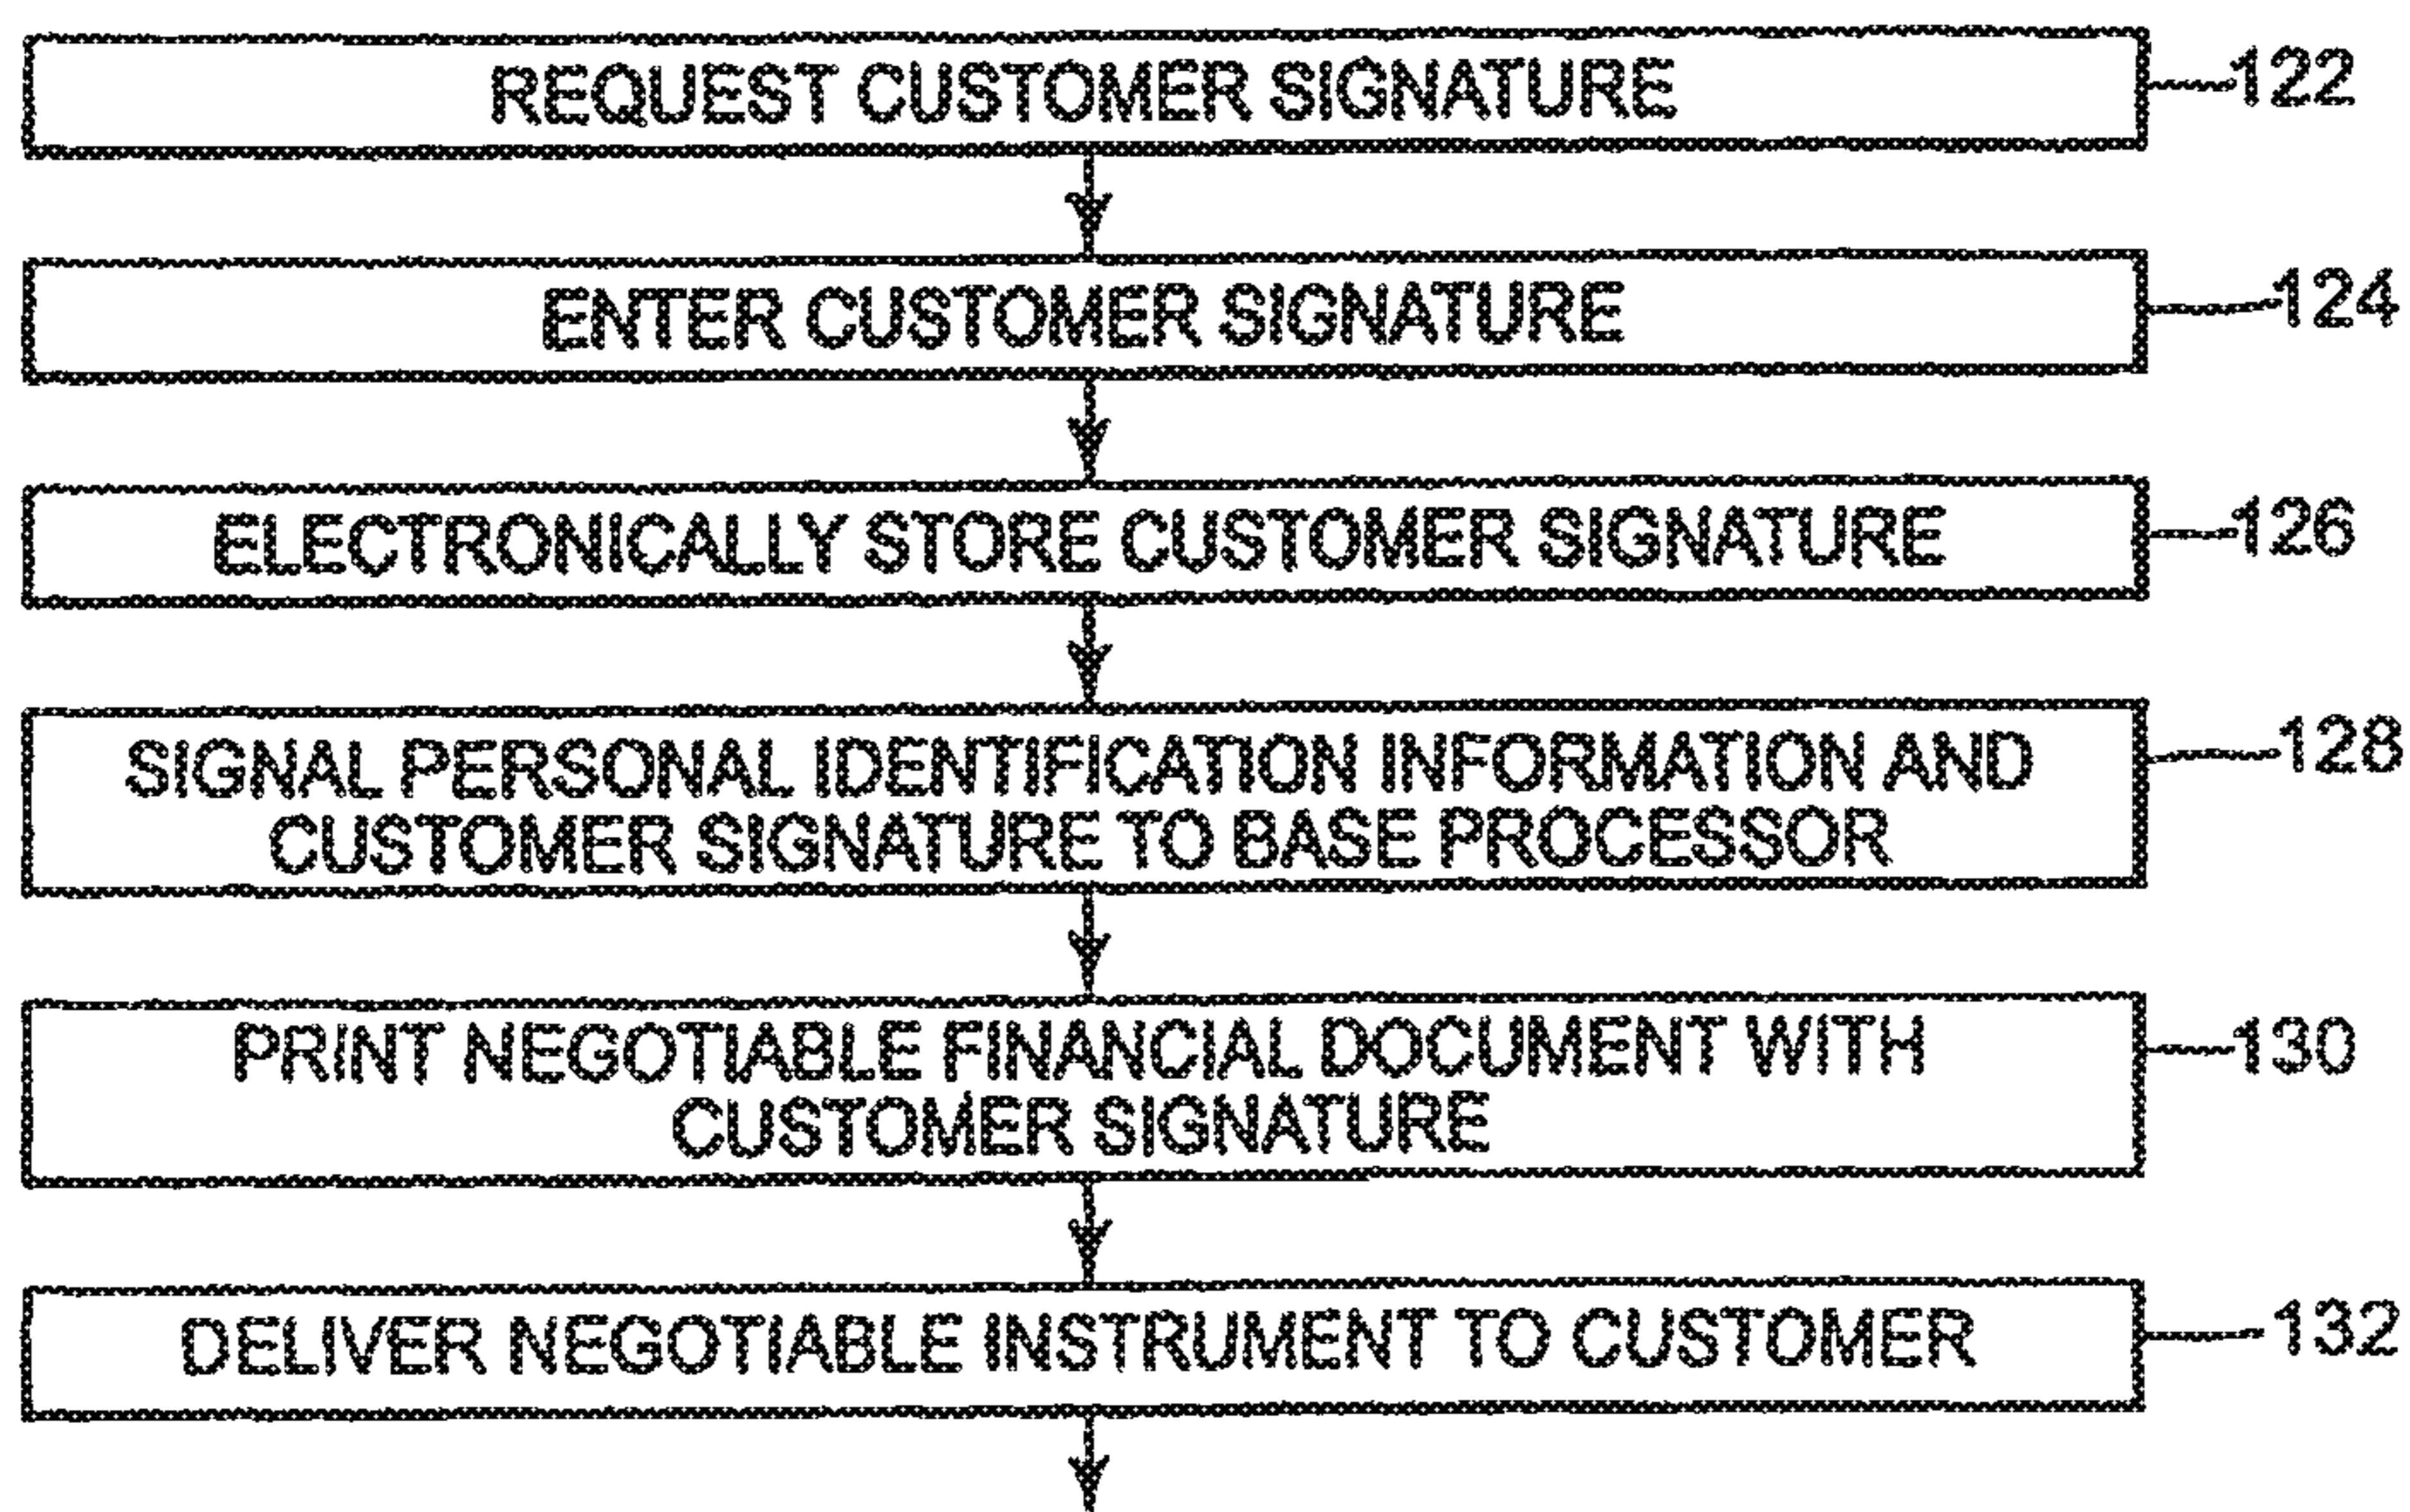 REQUEST CUSTOMER SIGNATURE
122
ENTER CUSTOMER SIGNATURE
124
ELECTRONICALLY STORE CUSTOMER SIGNATURE
126
SIGNAL PERSONAL IDENTIFICATION INFORMATION AND
CUSTOMER SIGNATURE TO BASE PROCESSOR
128
PRINT NEGOTIABLE FINANCIAL DOCUMENT WITH
CUSTOMER SIGNATURE
130
DELIVER NEGOTIABLE INSTRUMENT TO CUSTOMER
132